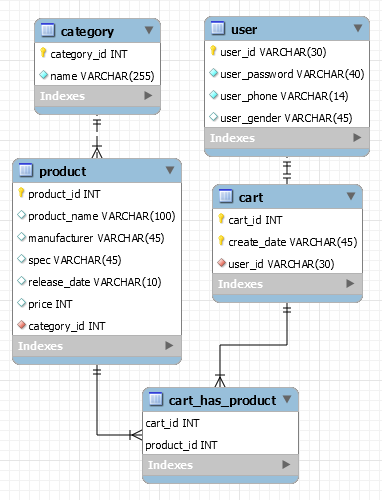 category
category_id INT
name VARCHAR(255)
Indexes
user
user_id VARCHAR(30)
user_password VARCHAR(40)
user_phone VARCHAR(14)
user_gender VARCHAR(45)
Indexes
product
product_id INT
product_name VARCHAR(100)
manufacturer VARCHAR(45)
spec VARCHAR(45)
release_date VARCHAR(10)
price INT
category_id INT
Indexes
cart
cart_id INT
create_date VARCHAR(45)
user_id VARCHAR(30)
Indexes
cart_has_product
cart_id INT
product_id INT
Indexes